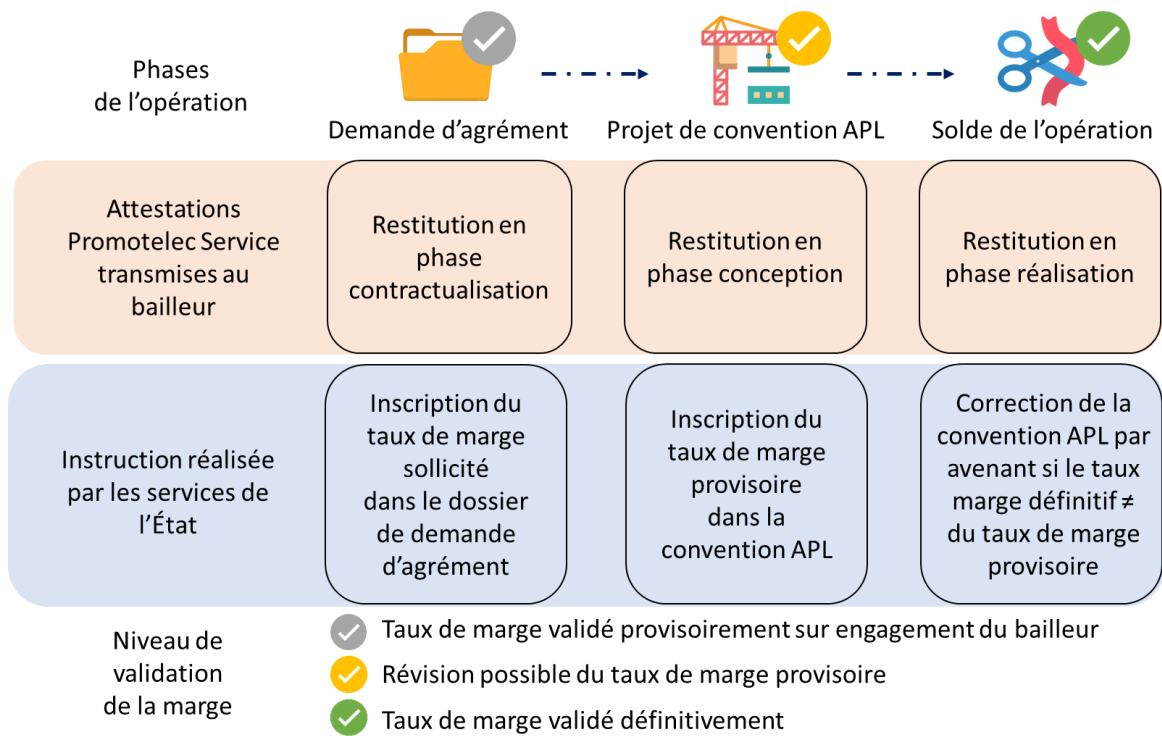 Phases
de l'opération
Demande d'agrément
Projet de convention APL
Solde de l'opération
Attestations
Promotelec Service
transmises au
bailleur
Restitution en
phase
contractualisation
Restitution en
phase conception
Restitution en
phase réalisation
Instruction réalisée
par les services de
l'État
Inscription du
taux de marge
sollicité
dans le dossier
de demande
d'agrément
Inscription du
taux de marge
provisoire
dans la
convention APL
Correction de la
convention APL par
avenant si le taux
marge définitif ≠
du taux de marge
provisoire
Niveau de
validation
de la marge
Taux de marge validé provisoirement sur engagement du bailleur
Révision possible du taux de marge provisoire
Taux de marge validé définitivement